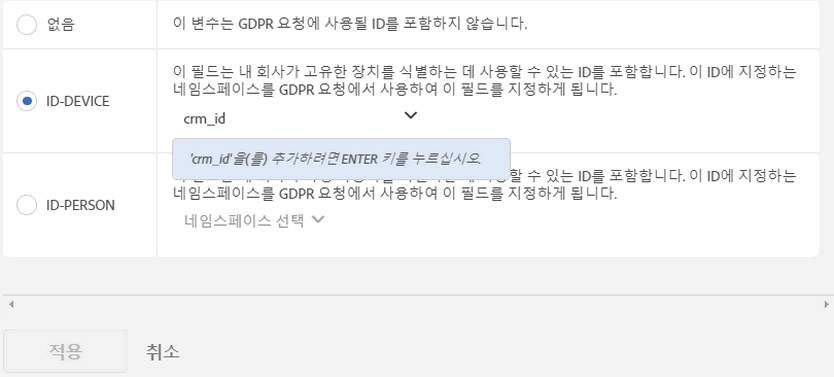 없음
이 변수는 GDPR 요청에 사용될 ID를 포함하지 않습니다.
ID-DEVICE
이 필드는 내 회사가 고유한 장치를 식별하는 데 사용할 수 있는 ID를 포함합니다. 이 ID에 지정하는
네임스페이스를 GDPR 요청에서 사용하여 이 필드를 지정하게 됩니다.
crm_id
'crm_id'을(를) 추가하려면 ENTER 키를 누르십시오.
ID-PERSON
할 수 있는 ID를 포함합니다. 이 ID에 지정하는
네임스페이스를 GDPR 요청에서 사용하여 이 필드를 지정하게 됩니다.
네임스페이스 선택
적용
취소